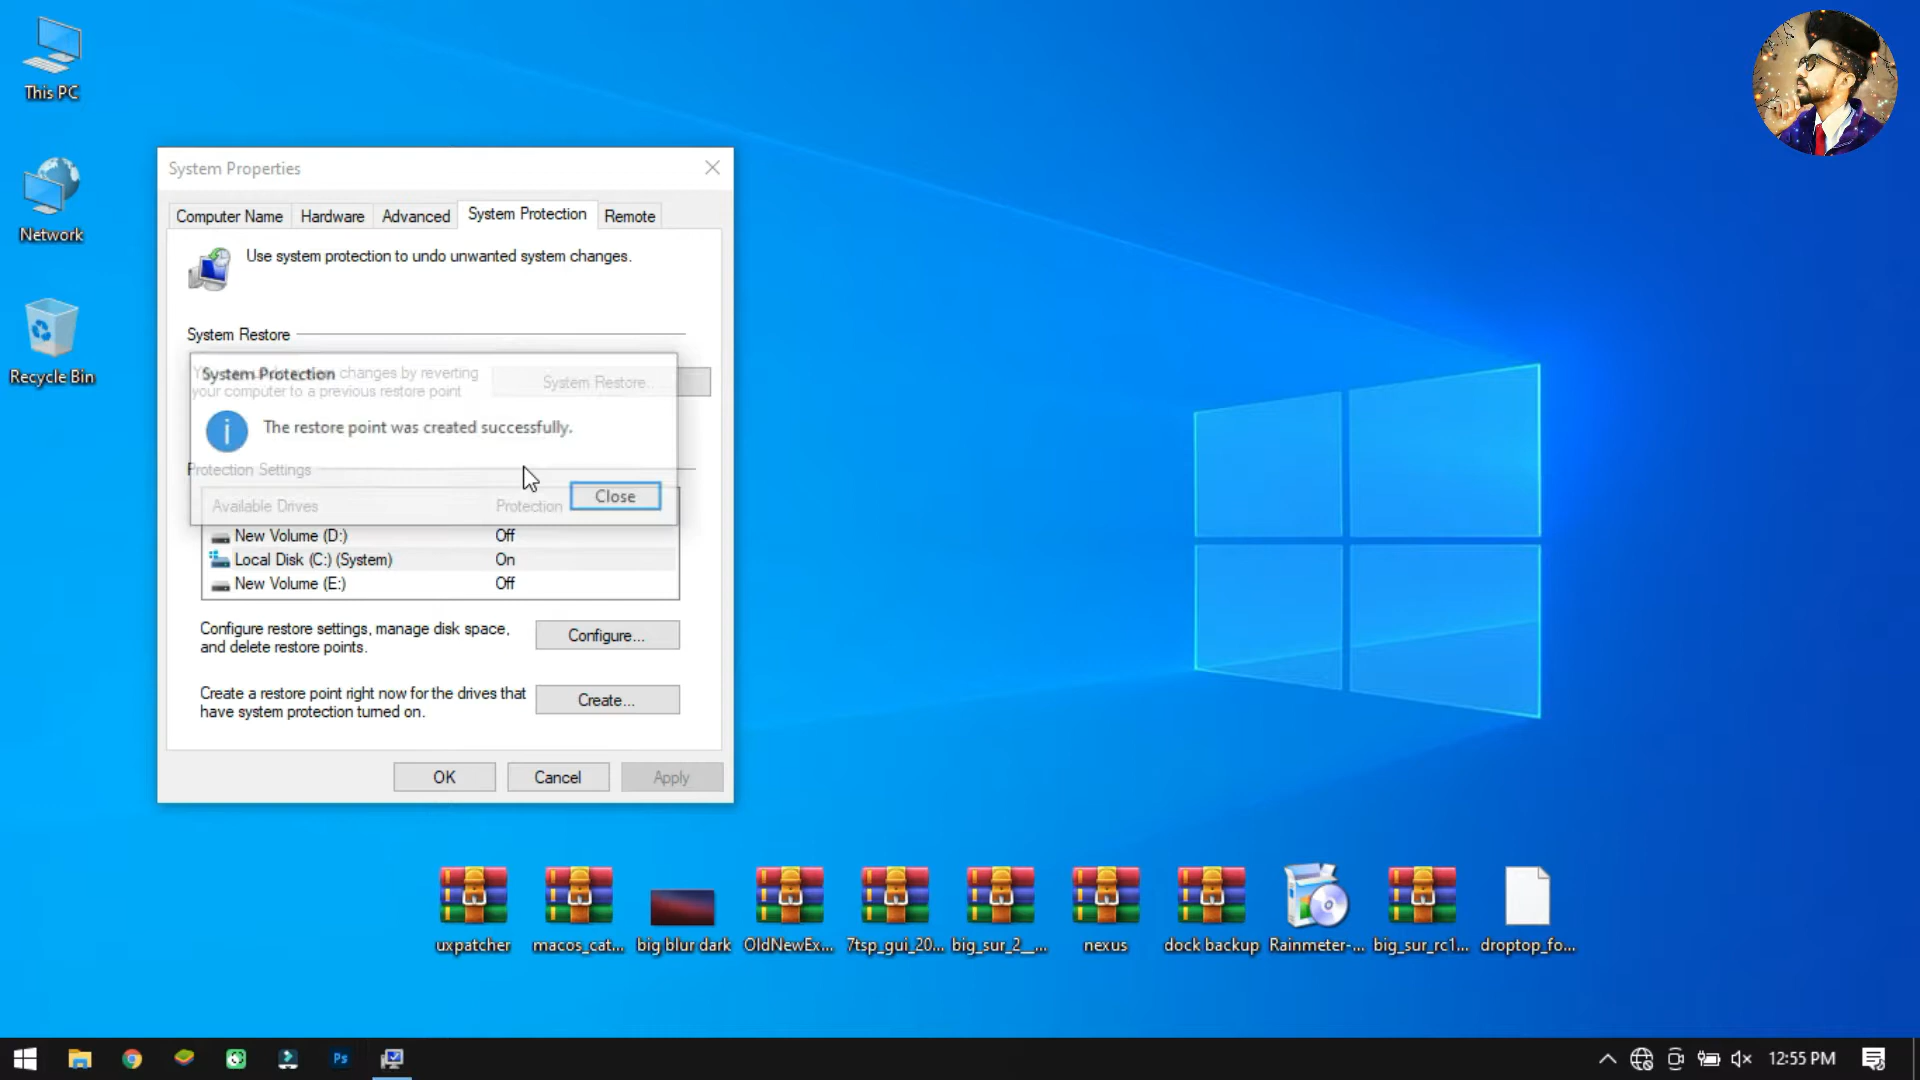 This PC
Network
Recycle Bin
System Properties
Computer Name
Hardware
Advanced
System Protection
Remote
Use system protection to undo unwanted system changes.
System Restore
System Protection
changes by reverting
your computer to a previous restore point
System Restore...
The restore point was created successfully.
Close
Protection Settings
Available Drives
Protection
New Volume (D:)
Off
Local Disk (C:) (System)
On
New Volume (E:)
Off
Configure restore settings, manage disk space,
and delete restore points.
Configure...
Create a restore point right now for the drives that
have system protection turned on.
Create...
OK
Cancel
Apply
uxpatcher
macos_cat...
big blur dark
OldNewEx...
7tsp_gui_20...
big_sur_2__...
nexus
dock backup
Rainmeter-...
big_sur_rc1...
droptop_fo...
Ps
12:55 PM